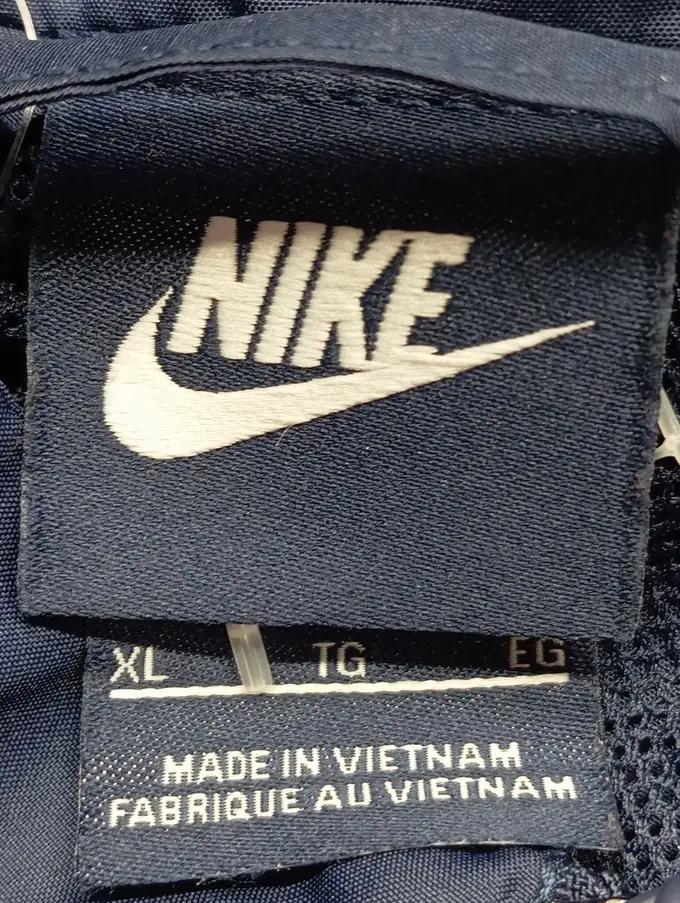 NIKE
XL TG EG
MADE IN VIETNAM
FABRIQUE AU VIETNAM